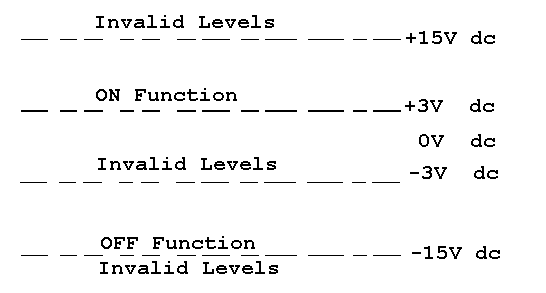 Invalid Levels
+15V dc
ON Function
+3V dc
0V dc
Invalid Levels
-3V dc
OFF Function
-15V dc
Invalid Levels